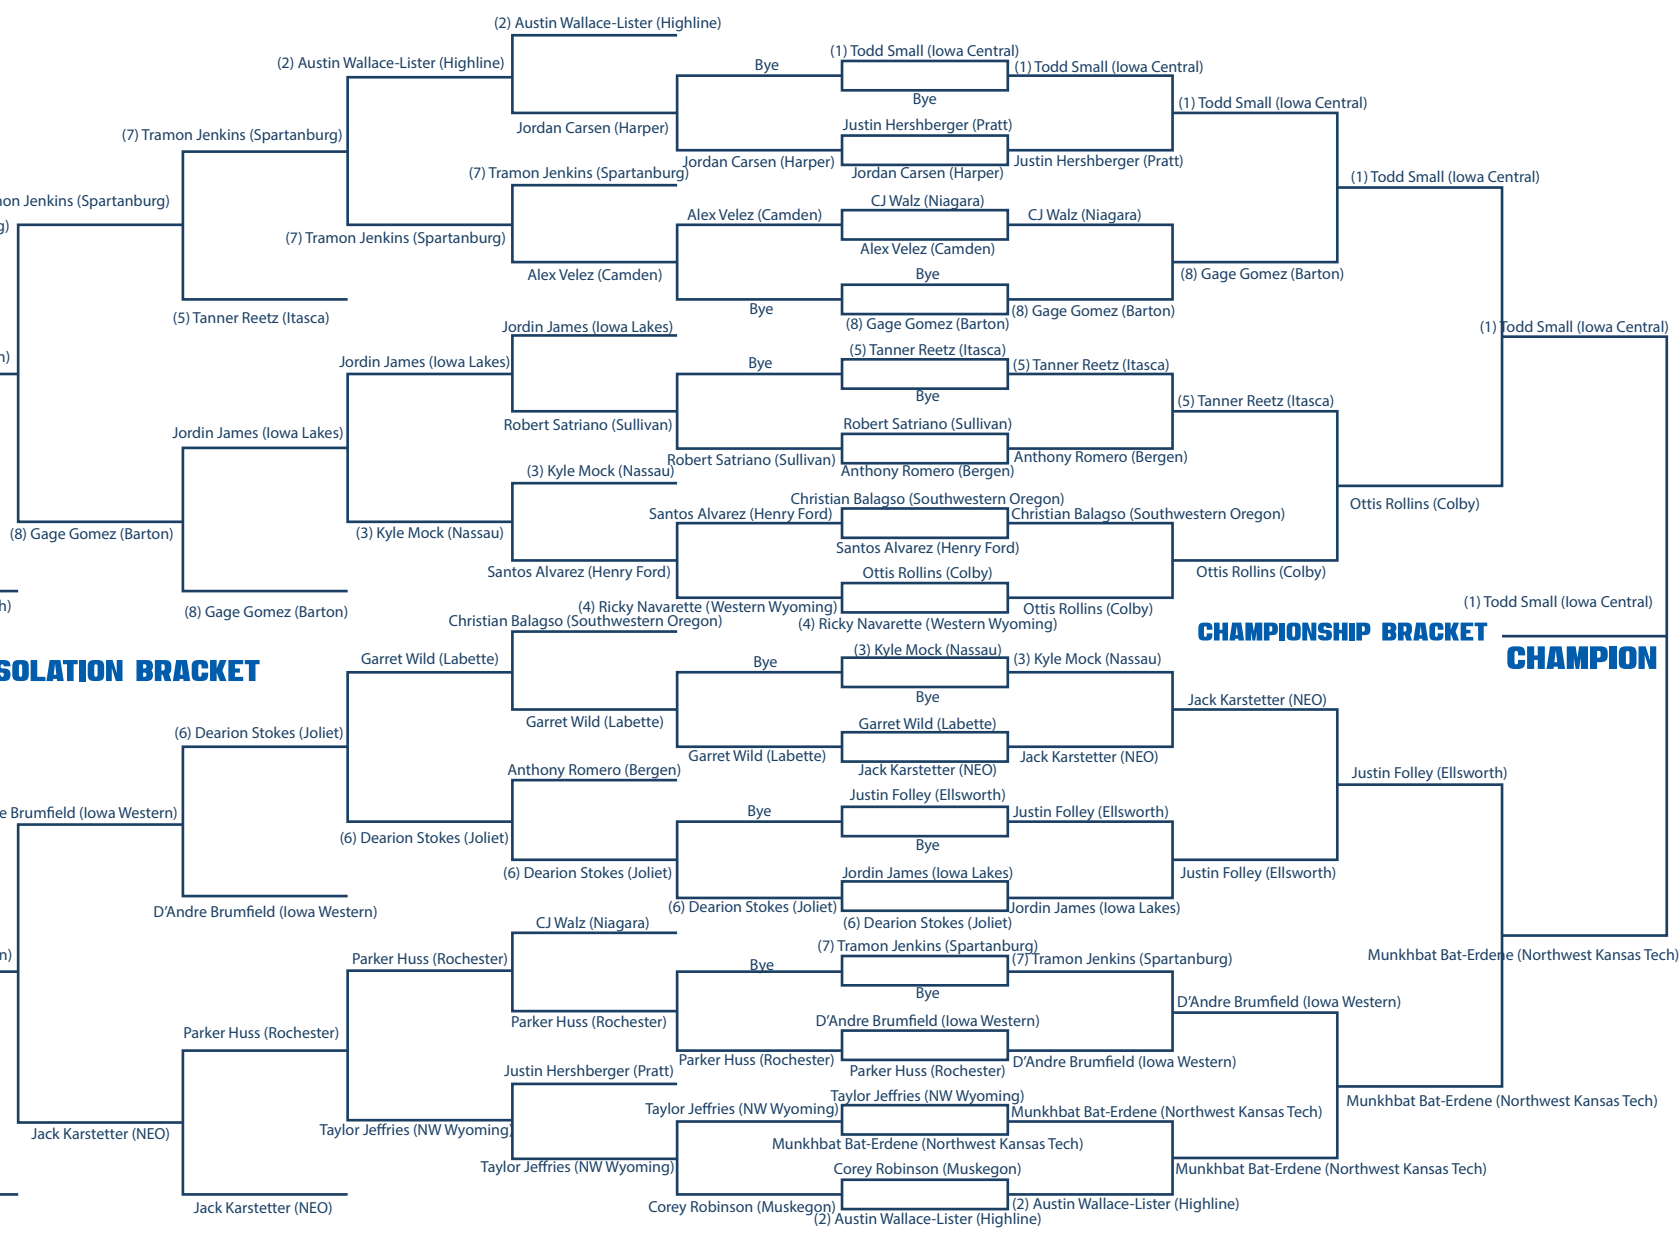 (2) Austin Wallace-Lister (Highline)
(1) Todd Small (Iowa Central)
(2) Austin Wallace-Lister (Highline)
Bye
(1) Todd Small (Iowa Central)
Bye
(1) Todd Small (Iowa Central)
Jordan Carsen (Harper)
Justin Hershberger (Pratt)
(7) Tramon Jenkins (Spartanburg)
Jordan Carsen (Harper)
Justin Hershberger (Pratt)
(7) Tramon Jenkins (Spartanburg)
Jordan Carsen (Harper)
(1) Todd Small (Iowa Central)
non Jenkins (Spartanburg)
CJ Walz (Niagara)
Alex Velez (Camden)
CJ Walz (Niagara)
g)
(7) Tramon Jenkins (Spartanburg)
Alex Velez (Camden)
Alex Velez (Camden)
Bye
(8) Gage Gomez (Barton)
Bye
(8) Gage Gomez (Barton)
(5) Tanner Reetz (Itasca)
(8) Gage Gomez (Barton)
Jordin James (Iowa Lakes)
(1) Todd Small (Iowa Central)
(5) Tanner Reetz (Itasca)
n)
Jordin James (Iowa Lakes)
Bye
(5) Tanner Reetz (Itasca)
Bye
(5) Tanner Reetz (Itasca)
Robert Satriano (Sullivan)
Robert Satriano (Sullivan)
Jordin James (Iowa Lakes)
Robert Satriano (Sullivan)
Anthony Romero (Bergen)
(3) Kyle Mock (Nassau)
Anthony Romero (Bergen)
Christian Balagso (Southwestern Oregon)
Ottis Rollins (Colby)
Santos Alvarez (Henry Ford)
Christian Balagso (Southwestern Oregon)
(8) Gage Gomez (Barton)
(3) Kyle Mock (Nassau)
Santos Alvarez (Henry Ford)
Santos Alvarez (Henry Ford)
Ottis Rollins (Colby)
Ottis Rollins (Colby)
h)
(8) Gage Gomez (Barton)
(4) Ricky Navarette (Western Wyoming)
Ottis Rollins (Colby)
(1) Todd Small (Iowa Central)
Christian Balagso (Southwestern Oregon)
(4) Ricky Navarette (Western Wyoming)
CHAMPIONSHIP BRACKET
(3) Kyle Mock (Nassau)
CHAMPION
SOLATION BRACKET
Garret Wild (Labette)
Bye
(3) Kyle Mock (Nassau)
Bye
Jack Karstetter (NEO)
Garret Wild (Labette)
Garret Wild (Labette)
(6) Dearion Stokes (Joliet)
Garret Wild (Labette)
Jack Karstetter (NEO)
Anthony Romero (Bergen)
Jack Karstetter (NEO)
Justin Folley (Ellsworth)
Justin Folley (Ellsworth)
e Brumfield (Iowa Western)
Bye
Justin Folley (Ellsworth)
(6) Dearion Stokes (Joliet)
Bye
(6) Dearion Stokes (Joliet)
Jordin James (Iowa Lakes)
Justin Folley (Ellsworth)
D’Andre Brumfield (Iowa Western)
(6) Dearion Stokes (Joliet)
Jordin James (Iowa Lakes)
CJ Walz (Niagara)
(6) Dearion Stokes (Joliet)
n)
(7) Tramon Jenkins (Spartanburg)
Munkhbat Bat-Erdene (Northwest Kansas Tech)
Parker Huss (Rochester)
Bye
(7) Tramon Jenkins (Spartanburg)
Bye
D’Andre Brumfield (Iowa Western)
Parker Huss (Rochester)
D’Andre Brumfield (Iowa Western)
Parker Huss (Rochester)
Parker Huss (Rochester)
D’Andre Brumfield (Iowa Western)
Justin Hershberger (Pratt)
Parker Huss (Rochester)
Taylor Jeffries (NW Wyoming)
Munkhbat Bat-Erdene (Northwest Kansas Tech)
Taylor Jeffries (NW Wyoming)
Munkhbat Bat-Erdene (Northwest Kansas Tech)
Jack Karstetter (NEO)
Taylor Jeffries (NW Wyoming)
Munkhbat Bat-Erdene (Northwest Kansas Tech)
Taylor Jeffries (NW Wyoming)
Corey Robinson (Muskegon)
Munkhbat Bat-Erdene (Northwest Kansas Tech)
Jack Karstetter (NEO)
Corey Robinson (Muskegon)
(2) Austin Wallace-Lister (Highline)
(2) Austin Wallace-Lister (Highline)